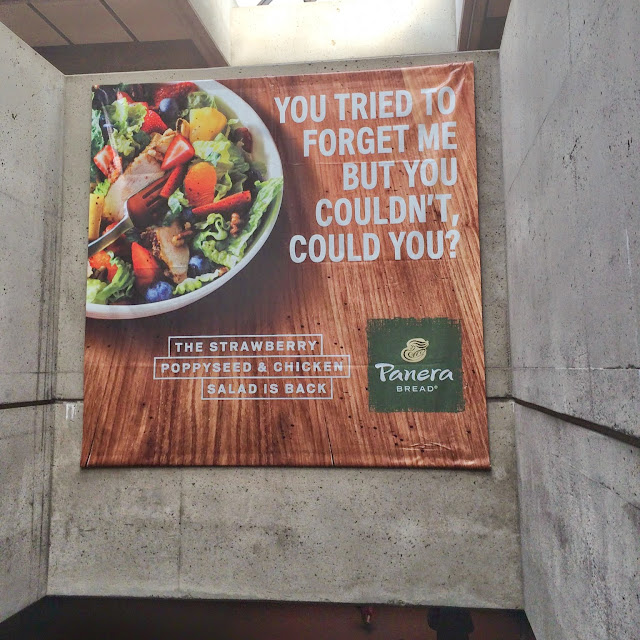 YOU TRIED TO
FORGET ME
BUT YOU
COULDN'T,
COULD YOU?
THE STRAWBERRY
POPPYSEED & CHICKEN
SALAD IS BACK
Panera
BREAD®